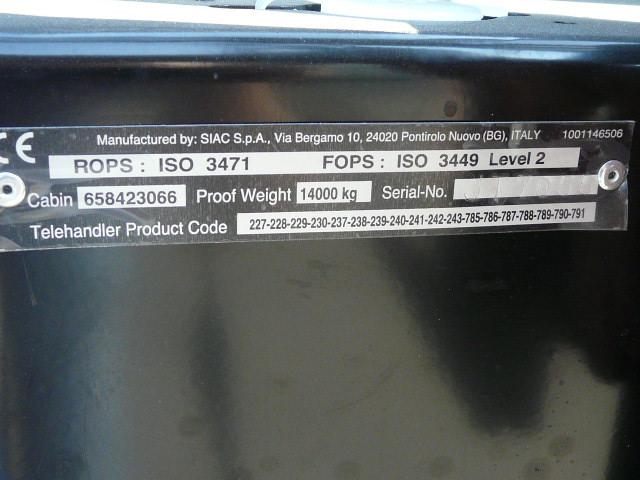 CE Manufactured by: SIAC S.p.A., Via Bergamo 10, 24020 Pontirolo Nuovo (BG), ITALY 1001146506
ROPS : ISO 3471 FOPS : ISO 3449 Level 2
Cabin 658423066 Proof Weight 14000 kg Serial-No.
Telehandler Product Code 227-228-229-230-237-238-239-240-241-242-243-785-786-787-788-789-790-791